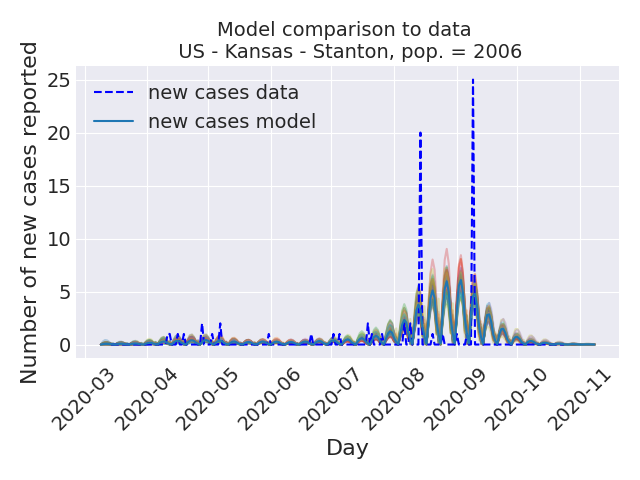 Model comparison to data
US - Kansas - Stanton, pop. = 2006
Number of new cases reported
25
20
15
10
5
0
new cases data
new cases model
2020-03
2020-04
2020-05
2020-06
2020-07
2020-08
2020-09
2020-10
2020-11
Day